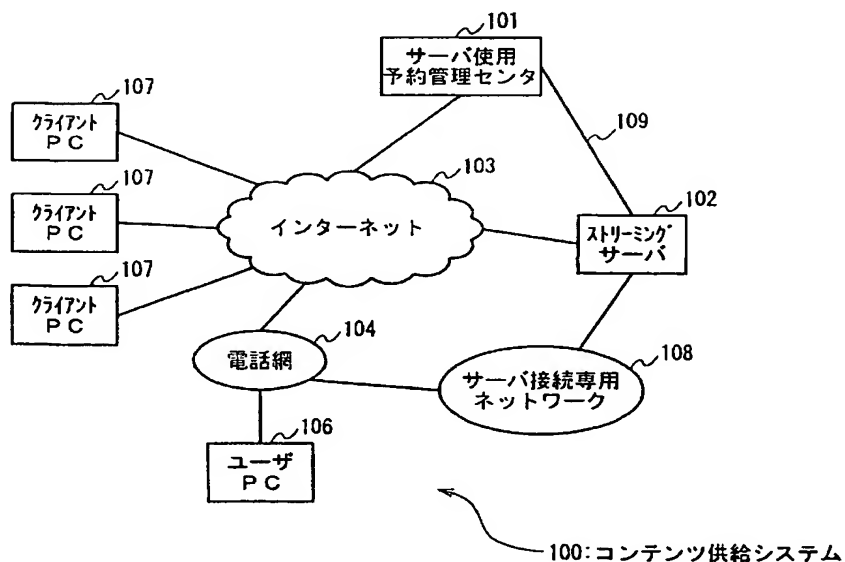 101
サーバ使用
予約管理センタ
107
クライアント
PC
109
103
107
クライアント
PC
インターネット
102
ストリーミング
サーバ
107
クライアント
PC
104
電話網
108
サーバ接続専用
ネットワーク
106
ユーザ
PC
100:コンテンツ供給システム